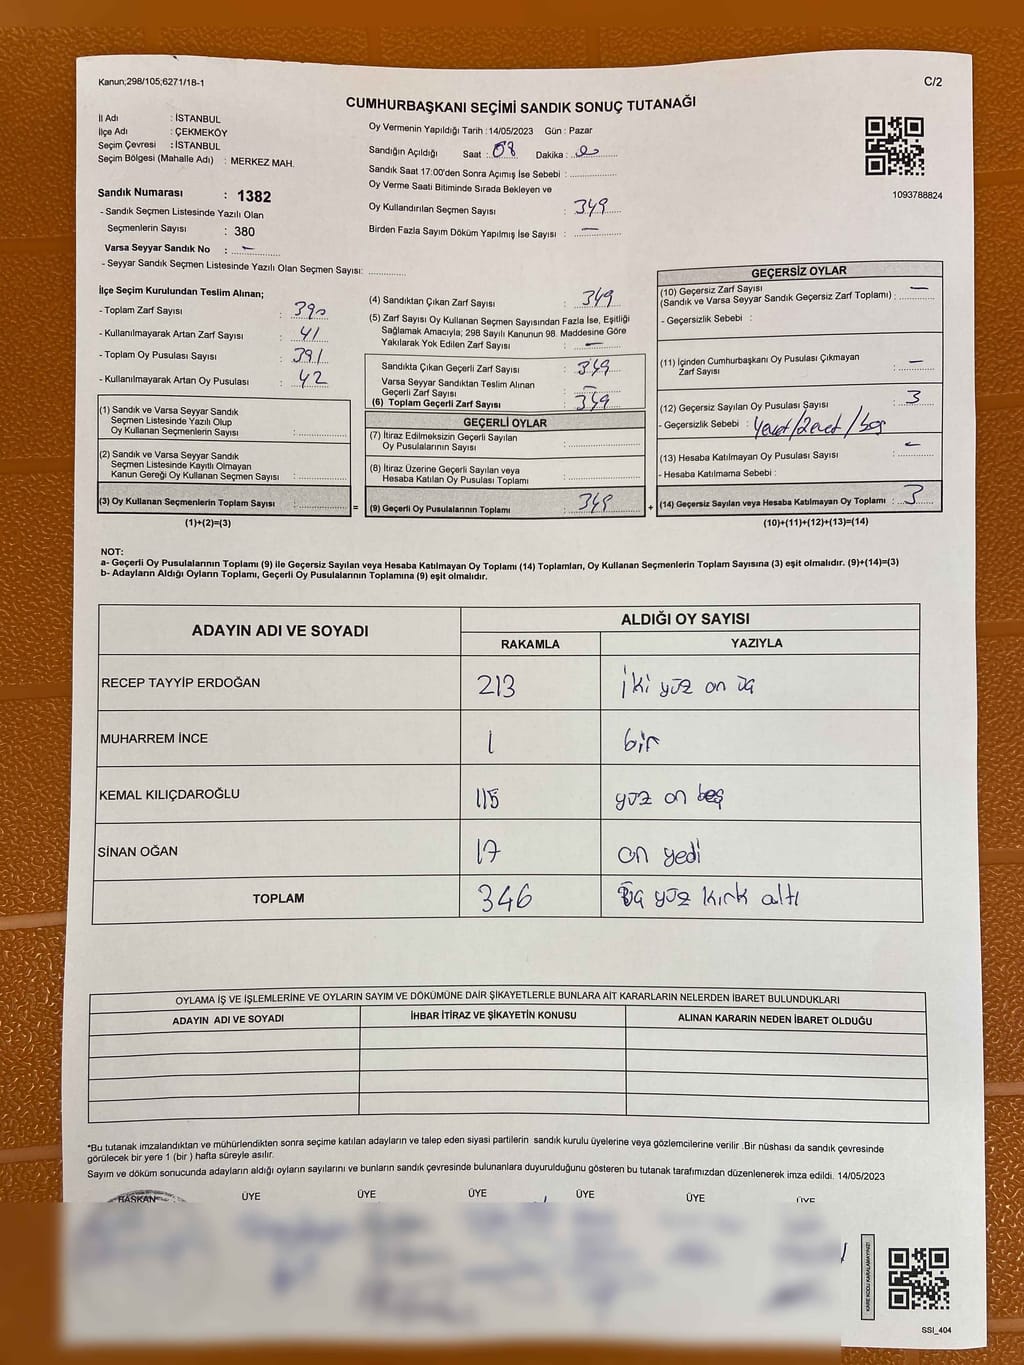 Kanun;298/105;6271/18-1
C/2
CUMHURBAŞKANI SEÇİMİ SANDIK SONUÇ TUTANAĞI
İl Adı : İSTANBUL
İlçe Adı : ÇEKMEKÖY
Seçim Çevresi : İSTANBUL
Seçim Bölgesi (Mahalle Adı) : MERKEZ MAH.
Sandık Numarası : 1382
- Sandık Seçmen Listesinde Yazılı Olan
Seçmenlerin Sayısı : 380
Varsa Seyyar Sandık No : -
- Seyyar Sandık Seçmen Listesinde Yazılı Olan Seçmen Sayısı:
Oy Vermenin Yapıldığı Tarih : 14/05/2023 Gün : Pazar
Sandığın Açıldığı Saat : 08 Dakika :
Sandık Saat 17:00'den Sonra Açımış İse Sebebi :
Oy Verme Saati Bitiminde Sırada Bekleyen ve
Oy Kullandırılan Seçmen Sayısı : 349
Birden Fazla Sayım Döküm Yapılmış İse Sayısı : -
1093788824
İlçe Seçim Kurulundan Teslim Alınan;
- Toplam Zarf Sayısı : 390
- Kullanılmayarak Artan Zarf Sayısı : 41
- Toplam Oy Pusulası Sayısı : 391
- Kullanılmayarak Artan Oy Pusulası : 42
(1) Sandık ve Varsa Seyyar Sandık
Seçmen Listesinde Yazılı Olup
Oy Kullanan Seçmenlerin Sayısı :
(2) Sandık ve Varsa Seyyar Sandık
Seçmen Listesinde Kayıtlı Olmayan
Kanun Gereği Oy Kullanan Seçmen Sayısı :
(3) Oy Kullanan Seçmenlerin Toplam Sayısı :
(1)+(2)=(3)
=
(4) Sandıktan Çıkan Zarf Sayısı : 349
(5) Zarf Sayısı Oy Kullanan Seçmen Sayısından Fazla İse, Eşitliği
Sağlamak Amacıyla; 298 Sayılı Kanunun 98. Maddesine Göre
Yakılarak Yok Edilen Zarf Sayısı : -
Sandıkta Çıkan Geçerli Zarf Sayısı : 349
Varsa Seyyar Sandıktan Teslim Alınan
Geçerli Zarf Sayısı : -
(6) Toplam Geçerli Zarf Sayısı : 349
GEÇERLİ OYLAR
(7) İtiraz Edilmeksizin Geçerli Sayılan
Oy Pusulalarının Sayısı :
(8) İtiraz Üzerine Geçerli Sayılan veya
Hesaba Katılan Oy Pusulası Toplamı :
(9) Geçerli Oy Pusulalarının Toplamı : 349
+
GEÇERSİZ OYLAR
(10) Geçersiz Zarf Sayısı
(Sandık ve Varsa Seyyar Sandık Geçersiz Zarf Toplamı) : -
- Geçersizlik Sebebi :
(11) İçinden Cumhurbaşkanı Oy Pusulası Çıkmayan
Zarf Sayısı : -
(12) Geçersiz Sayılan Oy Pusulası Sayısı : 3
- Geçersizlik Sebebi : 1evet/2evet/boş
(13) Hesaba Katılmayan Oy Pusulası Sayısı : -
- Hesaba Katılmama Sebebi :
(14) Geçersiz Sayılan veya Hesaba Katılmayan Oy Toplamı : 3
(10)+(11)+(12)+(13)=(14)
NOT:
a- Geçerli Oy Pusulalarının Toplamı (9) ile Geçersiz Sayılan veya Hesaba Katılmayan Oy Toplamı (14) Toplamları, Oy Kullanan Seçmenlerin Toplam Sayısına (3) eşit olmalıdır. (9)+(14)=(3)
b- Adayların Aldığı Oyların Toplamı, Geçerli Oy Pusulalarının Toplamına (9) eşit olmalıdır.
ADAYIN ADI VE SOYADI
ALDIĞI OY SAYISI
RAKAMLA YAZIYLA
RECEP TAYYİP ERDOĞAN 213 iki yüz on üç
MUHARREM İNCE 1 bir
KEMAL KILIÇDAROĞLU 115 yüz on beş
SİNAN OĞAN 17 on yedi
TOPLAM 346 üç yüz kırk altı
OYLAMA İŞ VE İŞLEMLERİNE VE OYLARIN SAYIM VE DÖKÜMÜNE DAİR ŞİKAYETLERLE BUNLARA AİT KARARLARIN NELERDEN İBARET BULUNDUKLARI
ADAYIN ADI VE SOYADI İHBAR İTİRAZ VE ŞİKAYETİN KONUSU ALINAN KARARIN NEDEN İBARET OLDUĞU
*Bu tutanak imzalandıktan ve mühürlendikten sonra seçime katılan adayların ve talep eden siyasi partilerin sandık kurulu üyelerine veya gözlemcilerine verilir .Bir nüshası da sandık çevresinde
görülecek bir yere 1 (bir ) hafta süreyle asılır.
Sayım ve döküm sonucunda adayların aldığı oyların sayılarını ve bunların sandık çevresinde bulunanlara duyurulduğunu gösteren bu tutanak tarafımızdan düzenlenerek imza edildi. 14/05/2023
BAŞKAN ÜYE ÜYE ÜYE ÜYE ÜYE ÜYE
KAREKODU KARALAMAYINIZ!
SSI_404